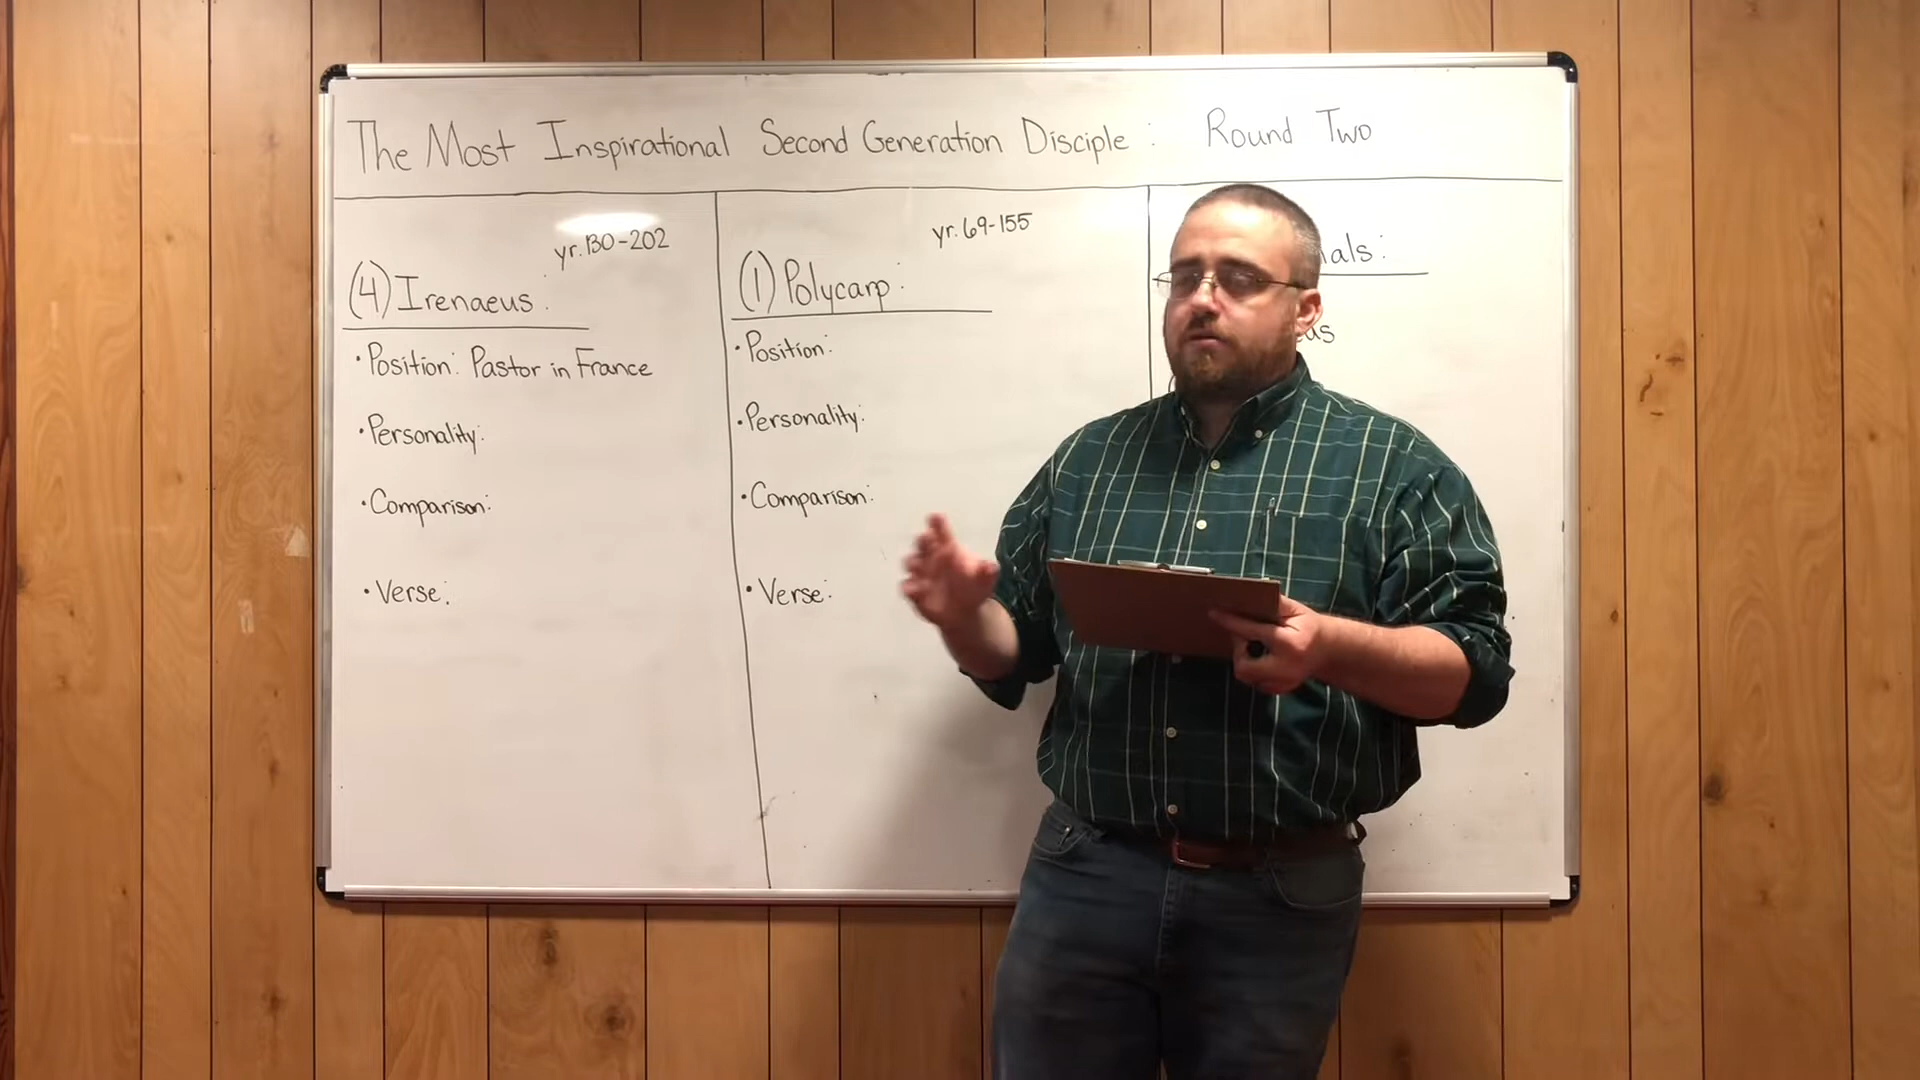 The Most Inspirational Second Generation Disciple: Round Two
yr. 130-202
(4) Irenaeus:
• Position: Pastor in France
• Personality:
• Comparison:
• Verse:
yr. 69-155
(1) Polycarp:
• Position:
• Personality:
• Comparison:
• Verse: